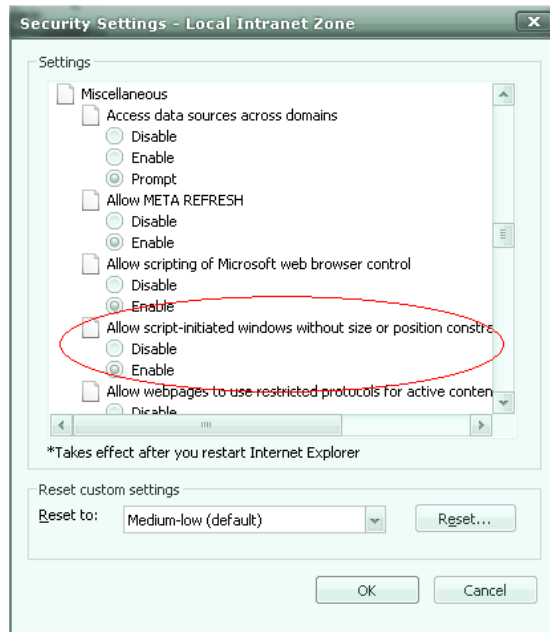 Security Settings - Local Intranet Zone
Settings
Miscellaneous
Access data sources across domains
Disable
Enable
Prompt
Allow META REFRESH
Disable
Enable
Allow scripting of Microsoft web browser control
Disable
Enable
Allow script-initiated windows without size or position constra
Disable
Enable
Allow webpages to use restricted protocols for active conten
Disable
*Takes effect after you restart Internet Explorer
Reset custom settings
Reset to: Medium-low (default) Reset...
OK Cancel